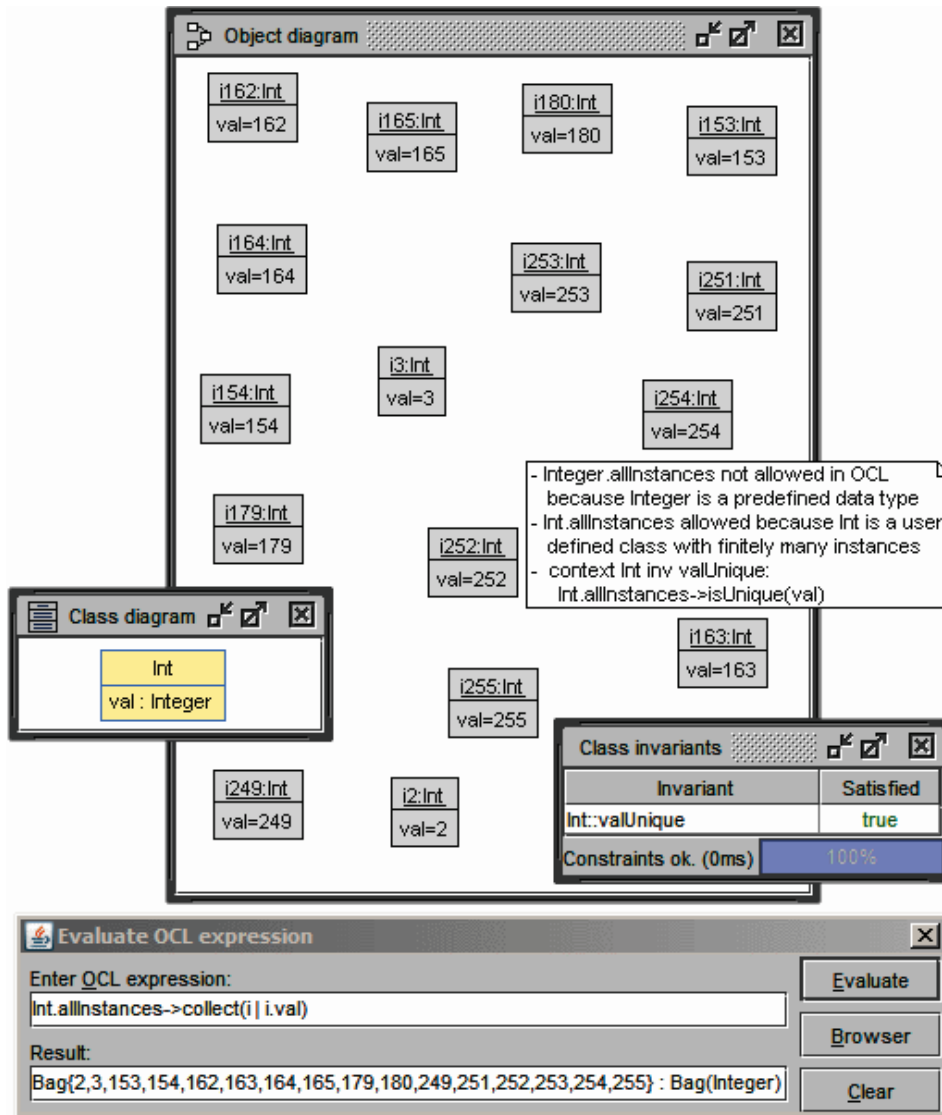 Object diagram
i162:Int
val=162
i165:Int
val=165
i180:Int
val=180
i153:Int
val=153
i164:Int
val=164
i253:Int
val=253
i251:Int
val=251
i3:Int
val=3
i154:Int
val=154
i254:Int
val=254
- Integer.allInstances not allowed in OCL
because Integer is a predefined data type
- Int.allInstances allowed because Int is a user
defined class with finitely many instances
- context Int inv valUnique:
Int.allInstances->isUnique(val)
i179:Int
val=179
i252:Int
val=252
Class diagram
Int
val : Integer
i163:Int
val=163
i255:Int
val=255
i249:Int
val=249
i2:Int
val=2
Class invariants
Invariant Satisfied
Int::valUnique true
Constraints ok. (0ms) 100%
Evaluate OCL expression
Enter OCL expression:
Int.allInstances->collect(i | i.val)
Result:
Bag{2,3,153,154,162,163,164,165,179,180,249,251,252,253,254,255} : Bag(Integer)
Evaluate
Browser
Clear